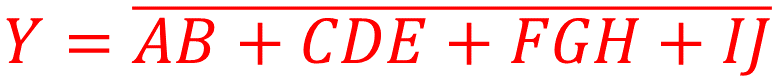 Y = \overline{AB + CDE + FGH + IJ}